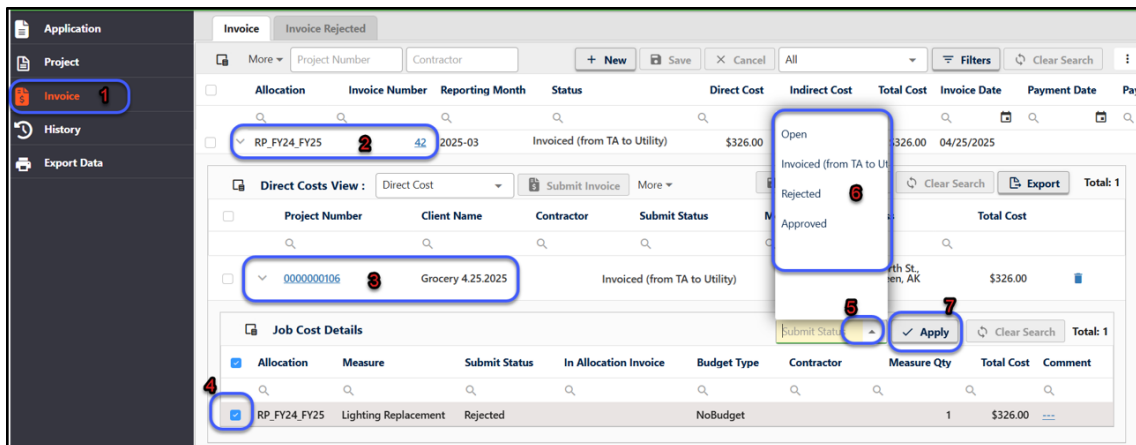 Application
Project
Invoice 1
History
Export Data
Invoice Invoice Rejected
More Project Number Contractor + New Save Cancel All Filters Clear Search
Allocation Invoice Number Reporting Month Status Direct Cost Indirect Cost Total Cost Invoice Date Payment Date
RP_FY24_FY25 2 42 2025-03 Invoiced (from TA to Utility) $326.00 $326.00 04/25/2025
Open
Invoiced (from TA to Uti
Rejected 6
Approved
Direct Costs View : Direct Cost Submit Invoice More Clear Search Export Total: 1
Project Number Client Name Contractor Submit Status Total Cost
0000000106 3 Grocery 4.25.2025 Invoiced (from TA to Utility) $326.00
een, AK
5 7
Job Cost Details Submit Status Apply Clear Search Total: 1
Allocation Measure Submit Status In Allocation Invoice Budget Type Contractor Measure Qty Total Cost Comment
4
RP_FY24_FY25 Lighting Replacement Rejected NoBudget 1 $326.00 ---